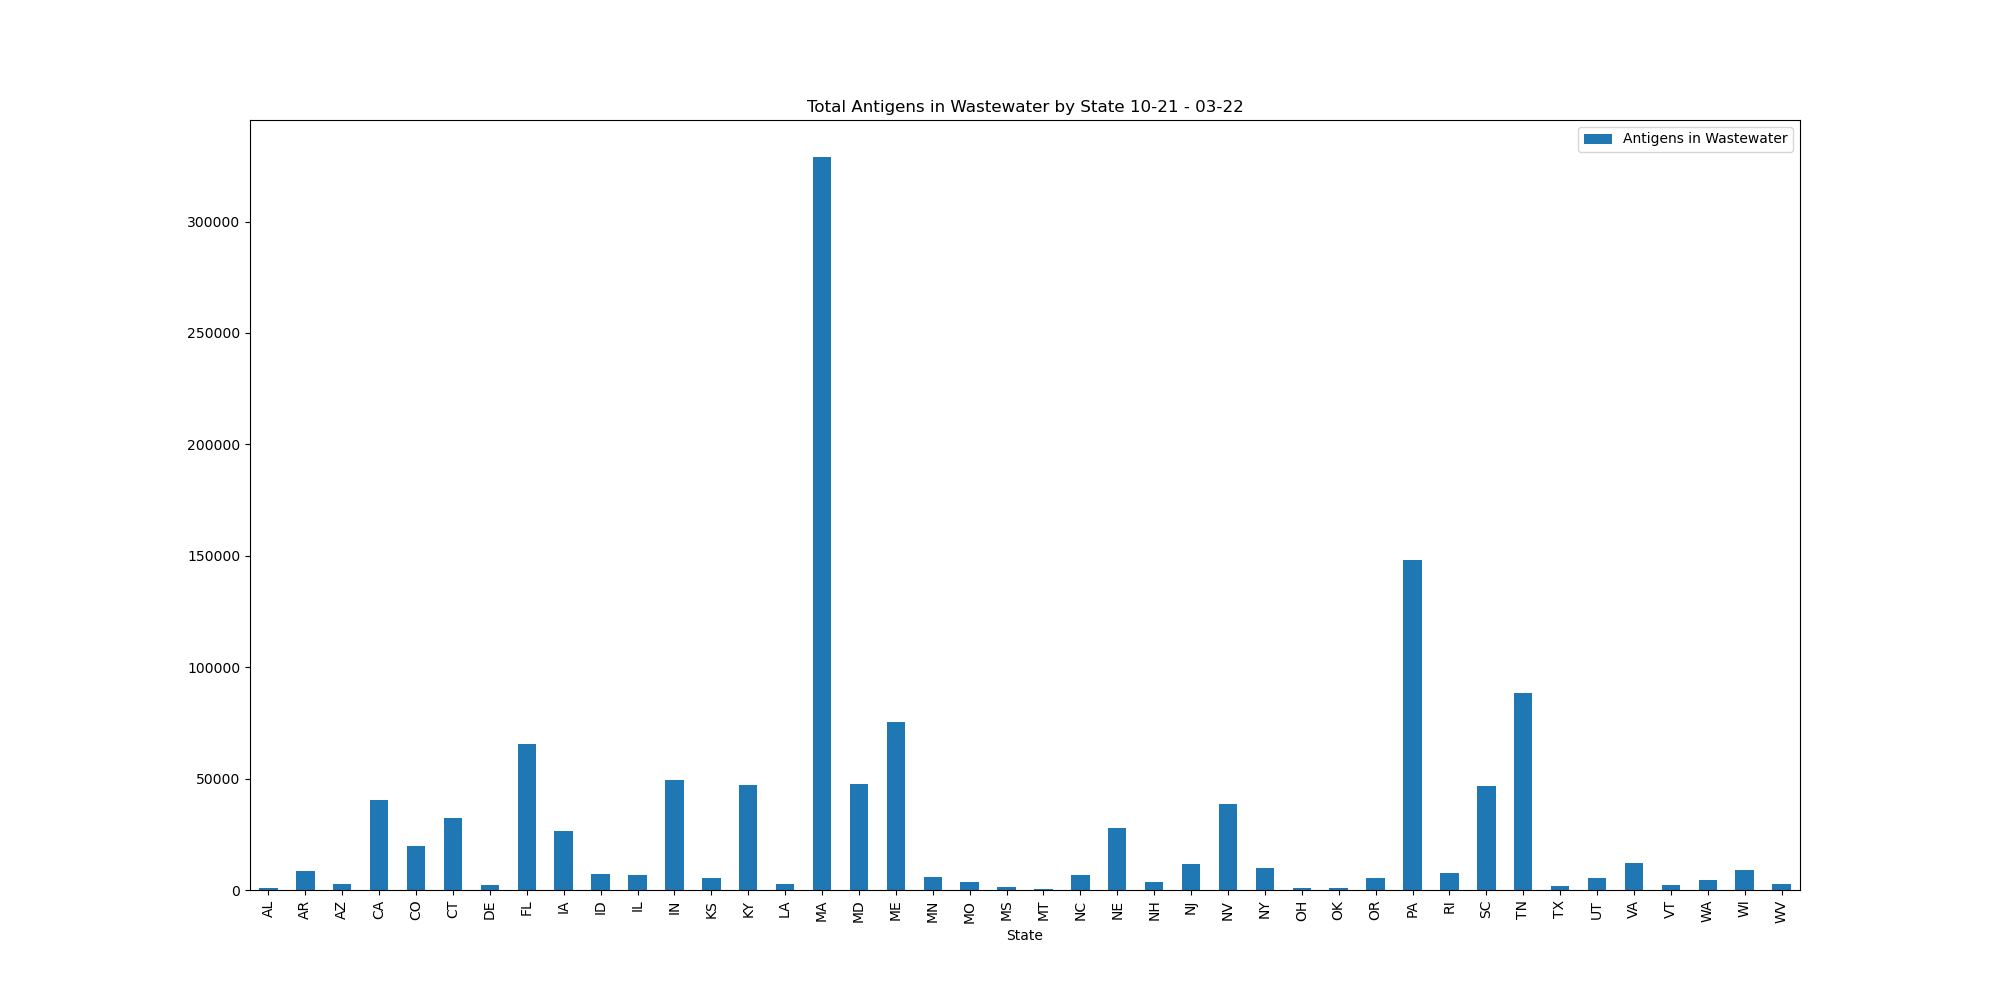 Total Antigens in Wastewater by State 10-21 - 03-22
Antigens in Wastewater
300000
250000
200000
150000
100000
50000
0
AL AR AZ CA CO CT DE FL IA ID IL IN KS KY LA MA MD ME MN MO MS MT NC NE NH NJ NV NY OH OK OR PA RI SC TN TX UT VA VT WA WI WV
State